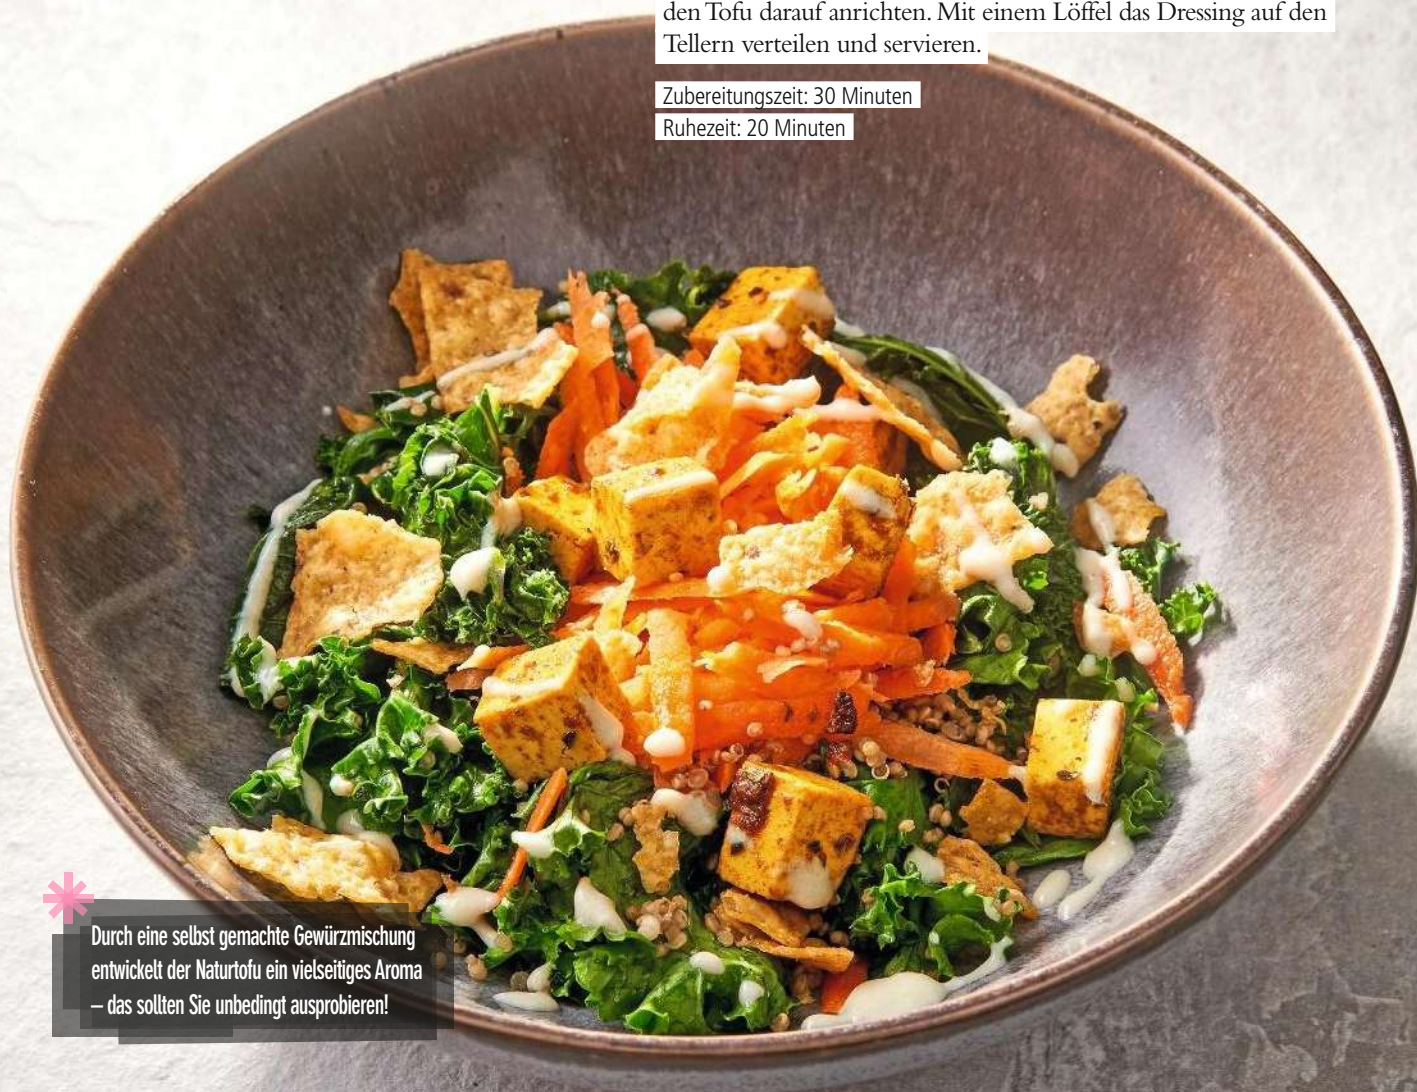 den Tofu darauf anrichten. Mit einem Löffel das Dressing auf den
Tellern verteilen und servieren.
Zubereitungszeit: 30 Minuten
Ruhezeit: 20 Minuten
Durch eine selbst gemachte Gewürzmischung
entwickelt der Naturtofu ein vielseitiges Aroma
– das sollten Sie unbedingt ausprobieren!